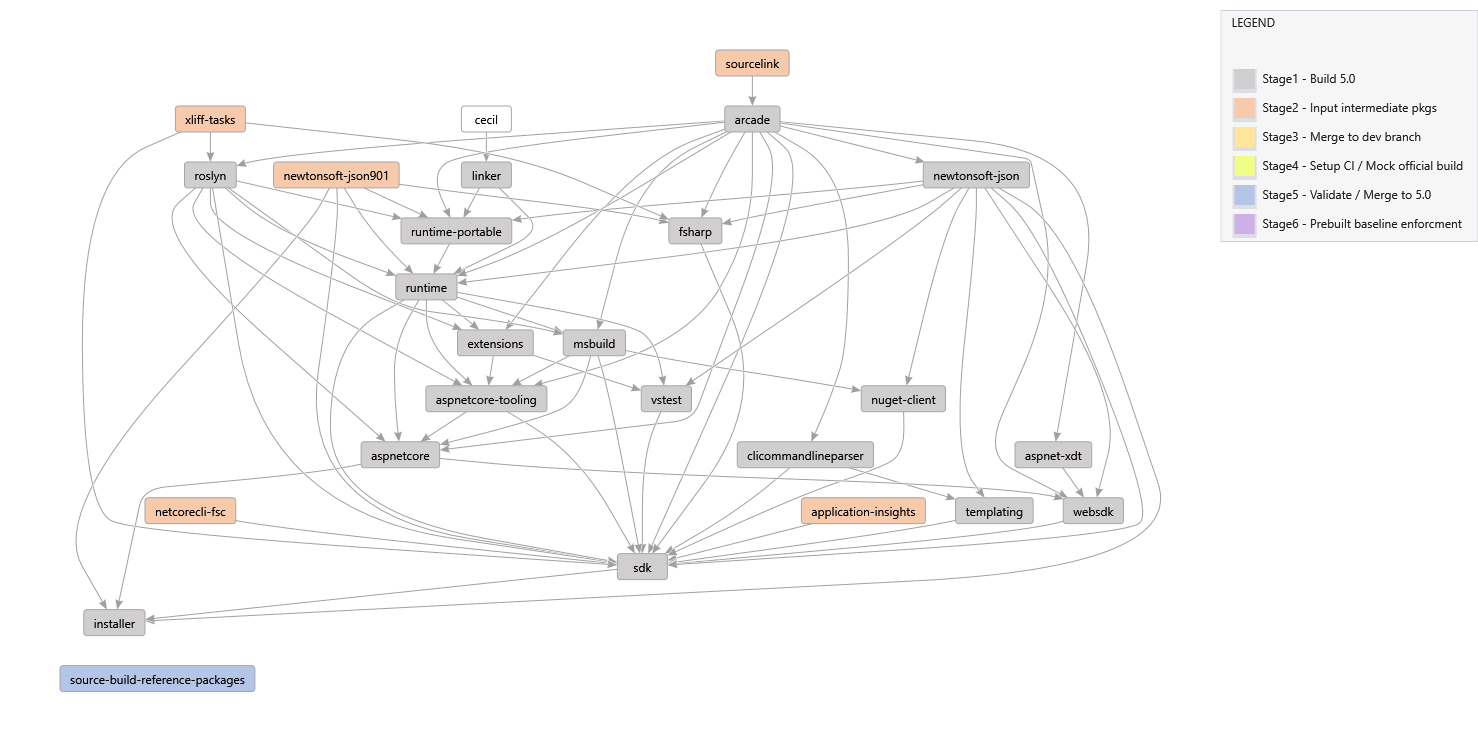 LEGEND
Stage1 - Build 5.0
Stage2 - Input intermediate pkgs
Stage3 - Merge to dev branch
Stage4 - Setup CI / Mock official build
Stage5 - Validate / Merge to 5.0
Stage6 - Prebuilt baseline enforcment
sourcelink
xliff-tasks
cecil
arcade
roslyn
newtonsoft-json901
linker
newtonsoft-json
runtime-portable
fsharp
runtime
extensions
msbuild
aspnetcore-tooling
vstest
nuget-client
aspnetcore
clicommandlineparser
aspnet-xdt
netcorecli-fsc
application-insights
templating
websdk
sdk
installer
source-build-reference-packages